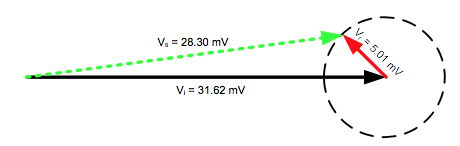 Vₛ = 28.30 mV
Vᵣ = 5.01 mV
Vᵢ = 31.62 mV